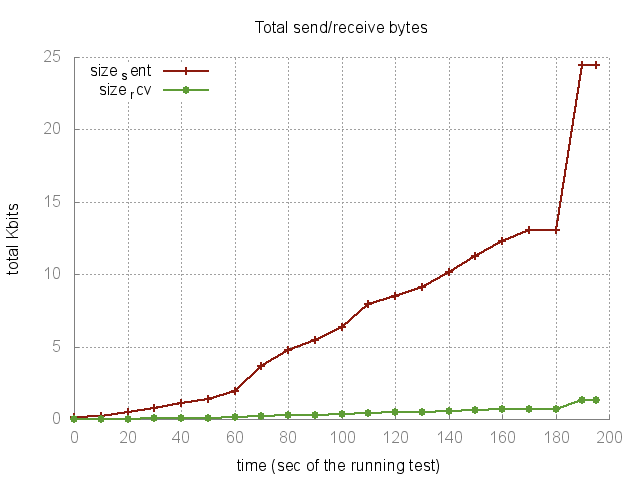 Total send/receive bytes
25
size sent
size rcv
20
15
total Kbits
10
5
0
0 20 40 60 80 100 120 140 160 180 200
time (sec of the running test)